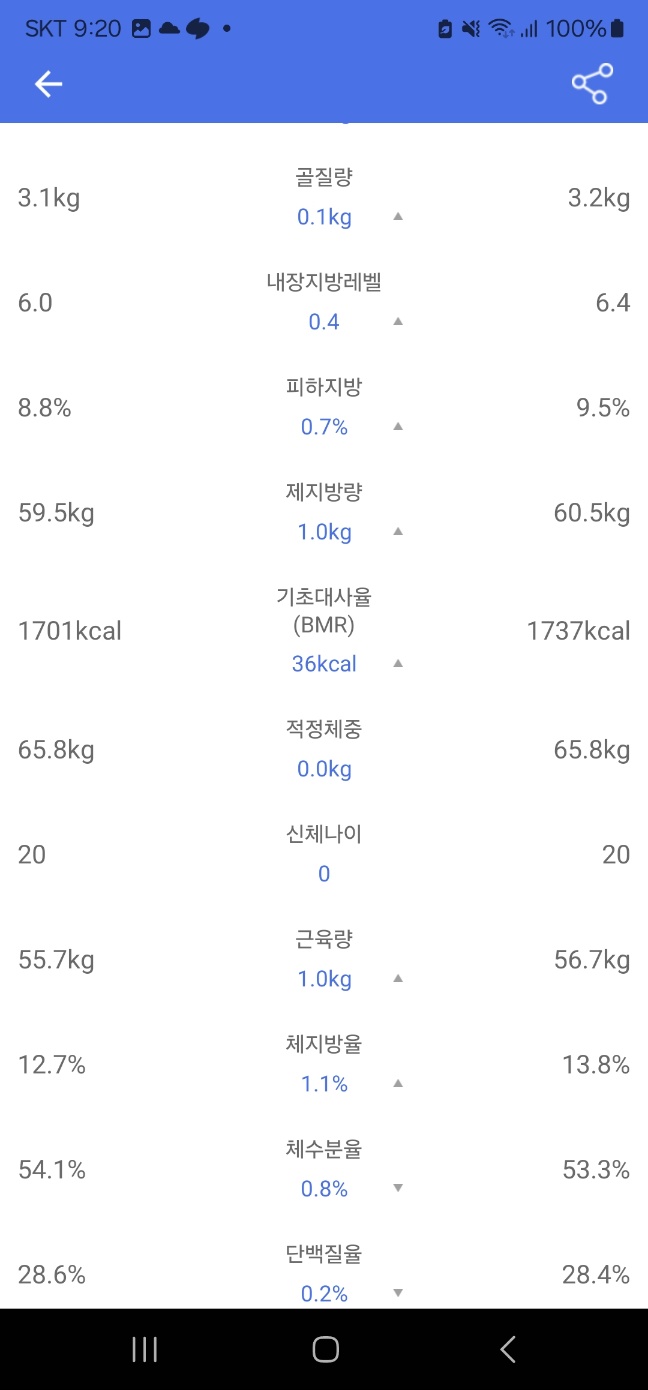 SKT 9:20 100%
골질량
3.1kg 3.2kg
0.1kg ▲
내장지방레벨
6.0 6.4
0.4 ▲
피하지방
8.8% 9.5%
0.7% ▲
제지방량
59.5kg 60.5kg
1.0kg ▲
기초대사율
(BMR)
1701kcal 1737kcal
36kcal ▲
적정체중
65.8kg 65.8kg
0.0kg
신체나이
20 20
0
근육량
55.7kg 56.7kg
1.0kg ▲
체지방율
12.7% 13.8%
1.1% ▲
체수분율
54.1% 53.3%
0.8% ▼
단백질율
28.6% 28.4%
0.2% ▼